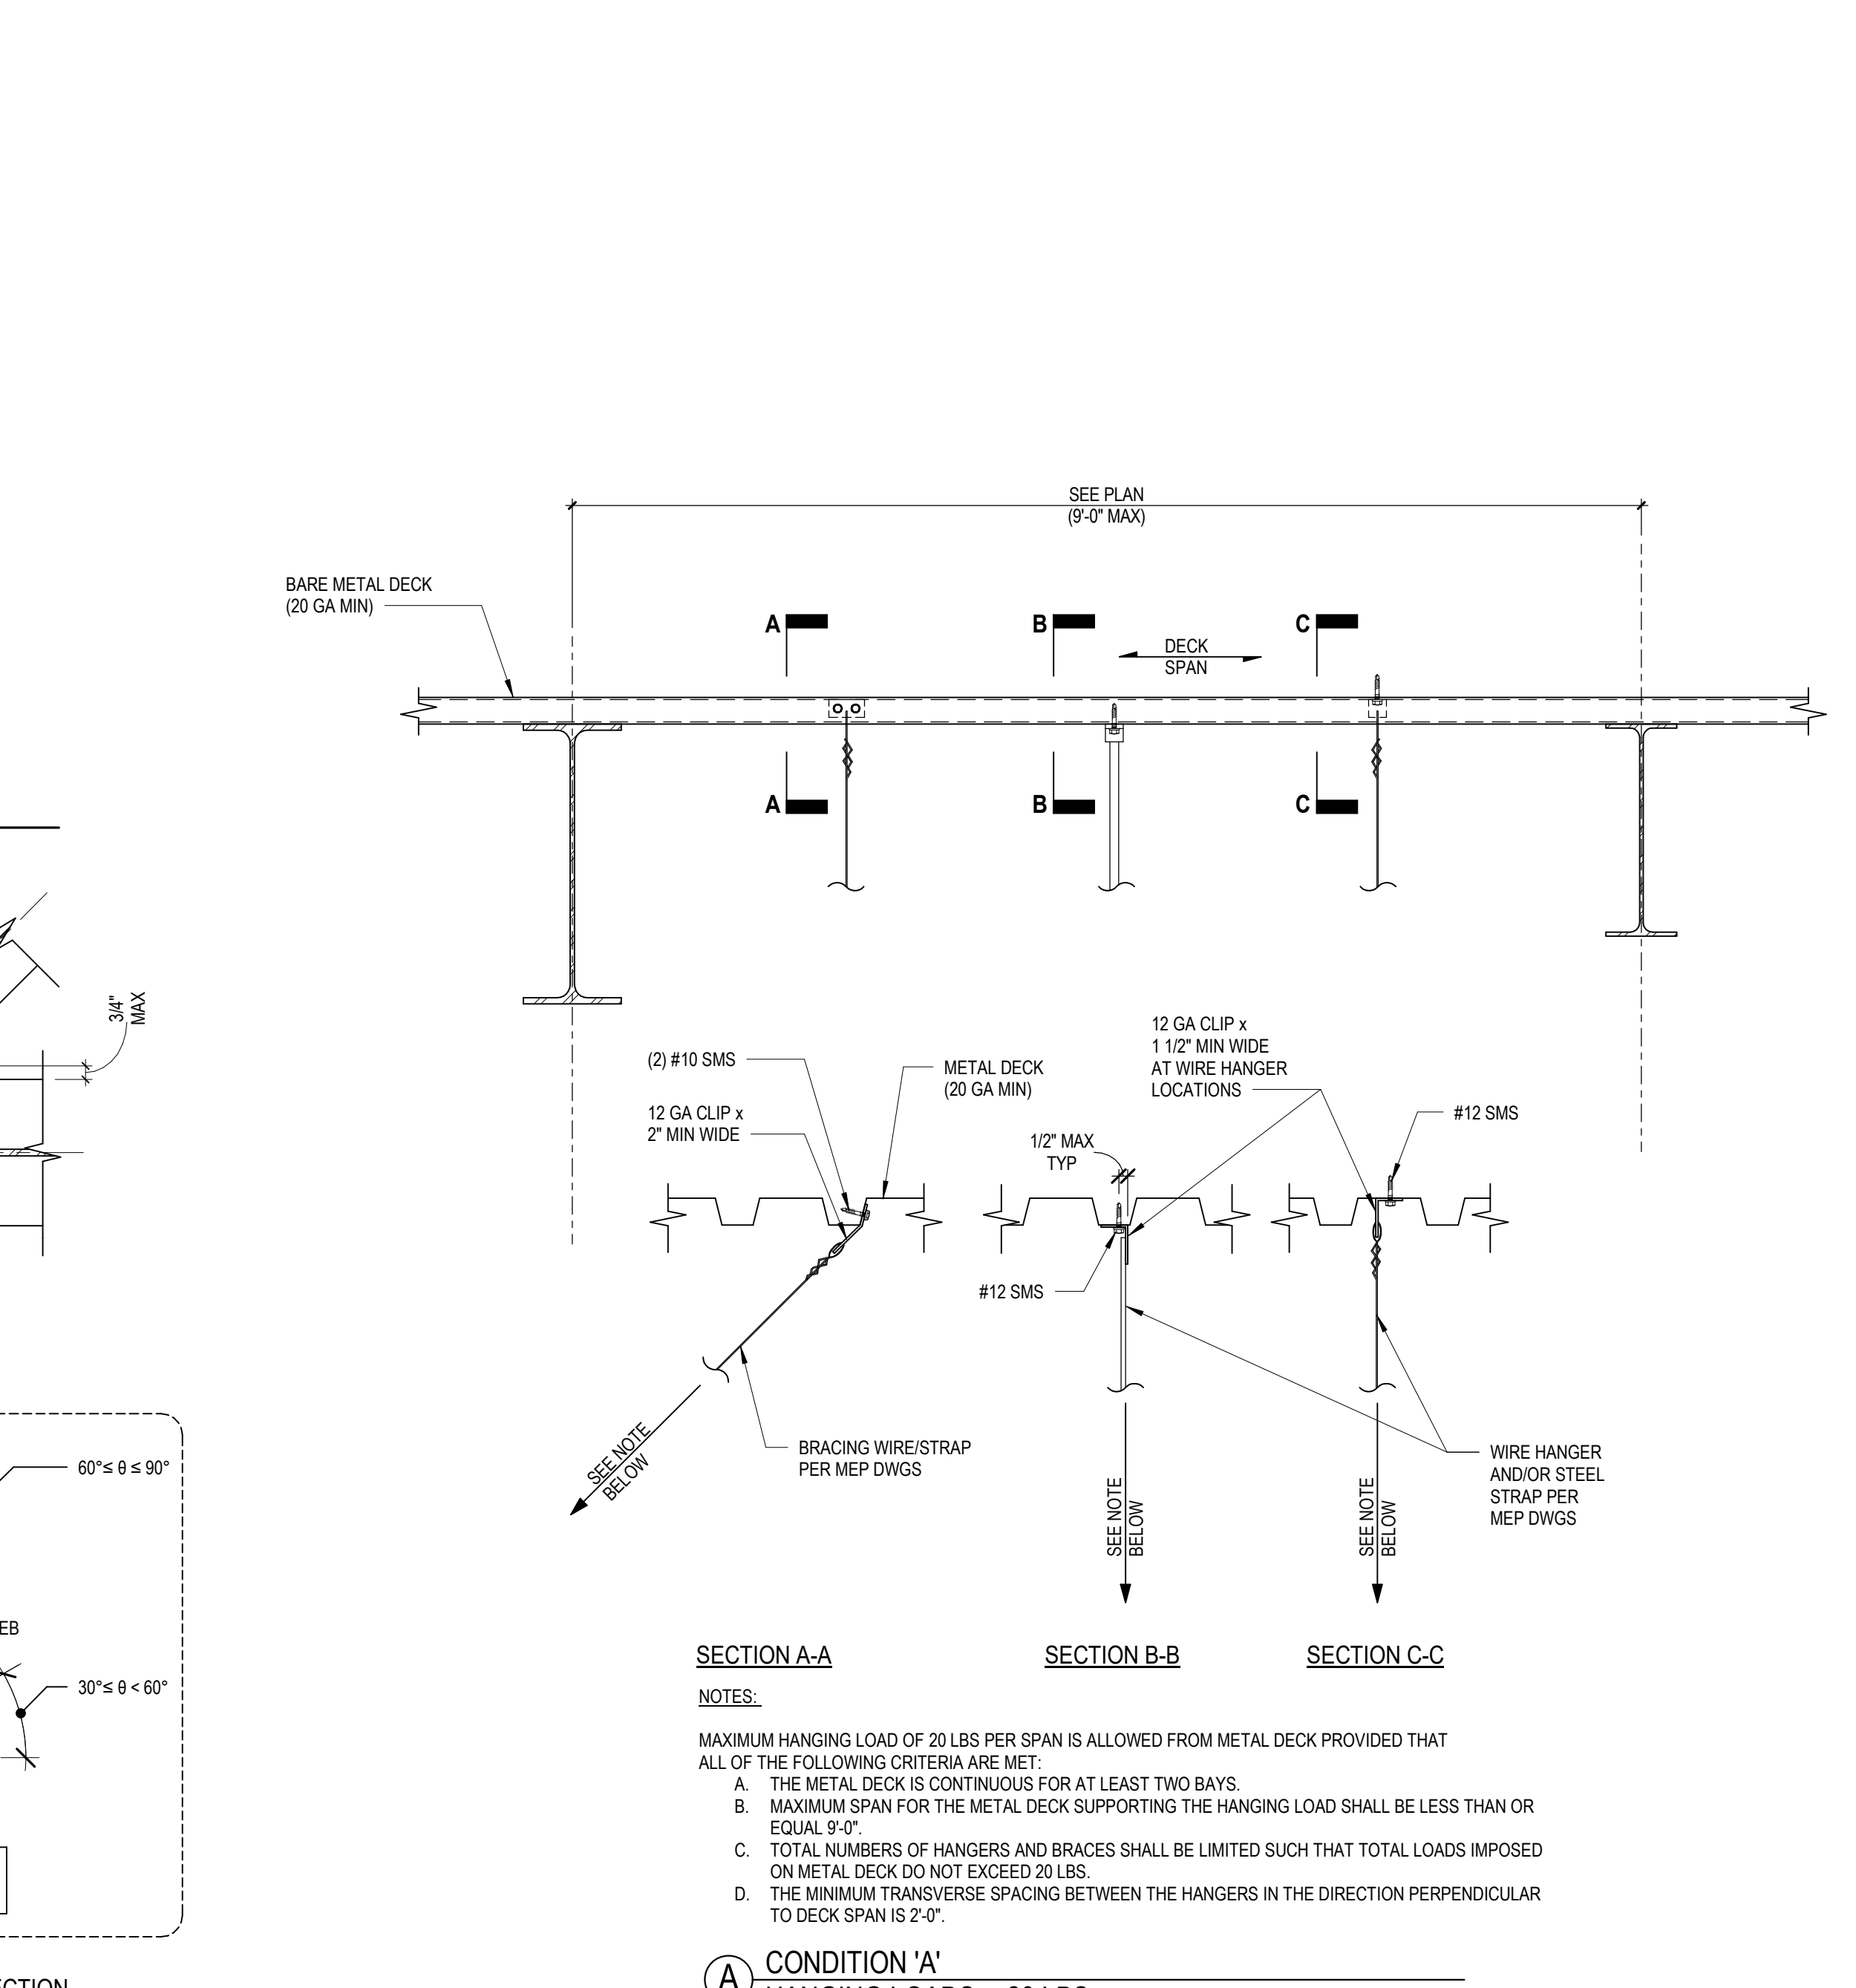 SEE PLAN
(9'-0" MAX)
BARE METAL DECK
(20 GA MIN)
A
B
C
DECK
SPAN
A
B
C
3/4"
MAX
(2) #10 SMS
12 GA CLIP x
2" MIN WIDE
METAL DECK
(20 GA MIN)
12 GA CLIP x
1 1/2" MIN WIDE
AT WIRE HANGER
LOCATIONS
#12 SMS
1/2" MAX
TYP
#12 SMS
BRACING WIRE/STRAP
PER MEP DWGS
SEE NOTE
BELOW
SEE NOTE
BELOW
SEE NOTE
BELOW
WIRE HANGER
AND/OR STEEL
STRAP PER
MEP DWGS
60°≤ θ ≤ 90°
EB
30°≤ θ < 60°
SECTION A-A
SECTION B-B
SECTION C-C
NOTES:
MAXIMUM HANGING LOAD OF 20 LBS PER SPAN IS ALLOWED FROM METAL DECK PROVIDED THAT
ALL OF THE FOLLOWING CRITERIA ARE MET:
A. THE METAL DECK IS CONTINUOUS FOR AT LEAST TWO BAYS.
B. MAXIMUM SPAN FOR THE METAL DECK SUPPORTING THE HANGING LOAD SHALL BE LESS THAN OR
EQUAL 9'-0".
C. TOTAL NUMBERS OF HANGERS AND BRACES SHALL BE LIMITED SUCH THAT TOTAL LOADS IMPOSED
ON METAL DECK DO NOT EXCEED 20 LBS.
D. THE MINIMUM TRANSVERSE SPACING BETWEEN THE HANGERS IN THE DIRECTION PERPENDICULAR
TO DECK SPAN IS 2'-0".
A
CONDITION 'A'